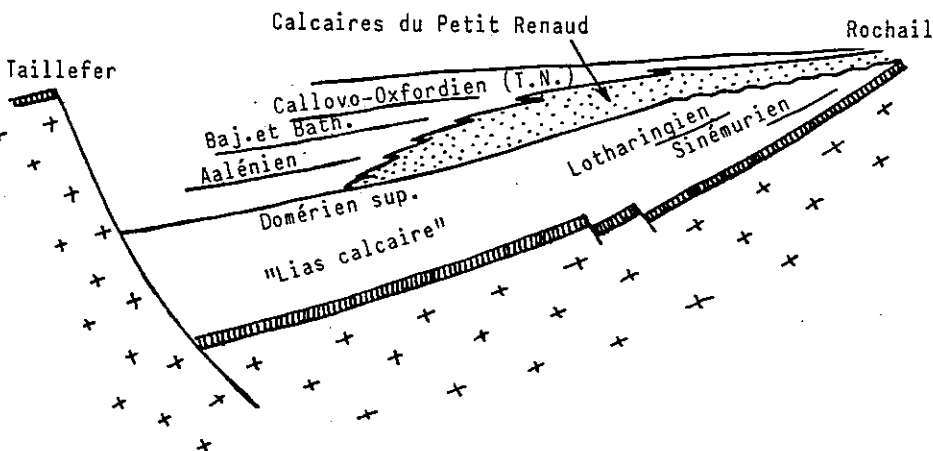 Calcaires du Petit Renaud
Rochail
Taillefer
Callovo-Oxfordien (T.N.)
Baj.et Bath.
Aalénien
Lotharingien
Sinémurien
Domérien sup.
"Lias calcaire"